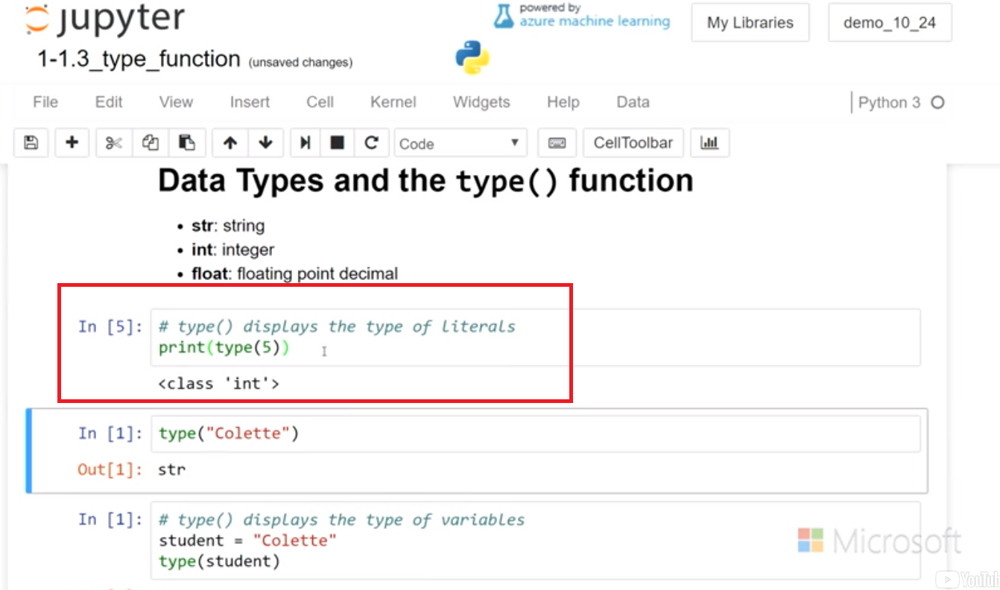 jupyter
powered by
azure machine learning
My Libraries
demo_10_24
1-1.3_type_function (unsaved changes)
File Edit View Insert Cell Kernel Widgets Help Data
Python 3
Code
CellToolbar
Data Types and the type() function
• str: string
• int: integer
• float: floating point decimal
In [5]: # type() displays the type of literals
print(type(5))
<class 'int'>
In [1]: type("Colette")
Out[1]: str
In [1]: # type() displays the type of variables
student = "Colette"
type(student)
Microsoft